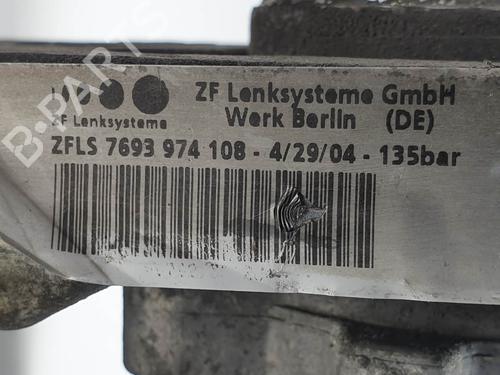 ZF Lenksysteme GmbH
ZF Lenksysteme
Werk Berlin (DE)
ZFLS 7693 974 108 - 4/29/04 - 135bar
B-PARTS